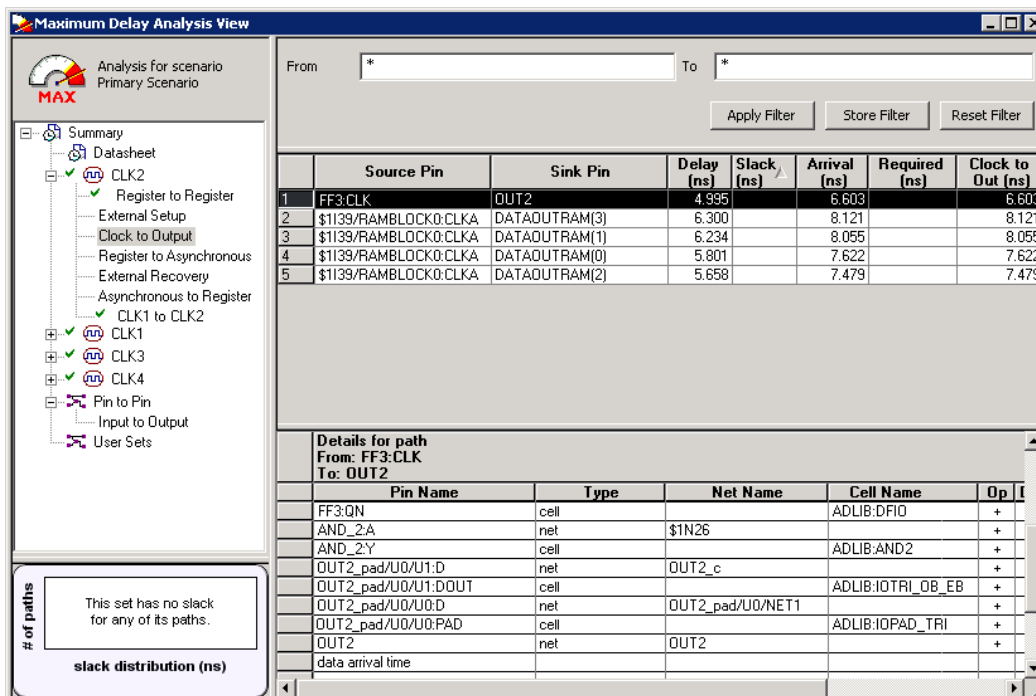 Maximum Delay Analysis View
MAX
Analysis for scenario
Primary Scenario
Summary
Datasheet
CLK2
Register to Register
External Setup
Clock to Output
Register to Asynchronous
External Recovery
Asynchronous to Register
CLK1 to CLK2
CLK1
CLK3
CLK4
Pin to Pin
Input to Output
User Sets
# of paths
This set has no slack
for any of its paths.
slack distribution (ns)
From * To *
Apply Filter Store Filter Reset Filter
Source Pin Sink Pin Delay (ns) Slack (ns) Arrival (ns) Required (ns) Clock to Out (ns)
1 FF3:CLK OUT2 4.995 6.603 6.603
2 $1I39/RAMBLOCK0:CLKA DATAOUTRAM(3) 6.300 8.121 8.121
3 $1I39/RAMBLOCK0:CLKA DATAOUTRAM(1) 6.234 8.055 8.055
4 $1I39/RAMBLOCK0:CLKA DATAOUTRAM(0) 5.801 7.622 7.622
5 $1I39/RAMBLOCK0:CLKA DATAOUTRAM(2) 5.658 7.479 7.479
Details for path
From: FF3:CLK
To: OUT2
Pin Name Type Net Name Cell Name Op
FF3:QN cell ADLIB:DFI0 +
AND_2:A net $1N26 +
AND_2:Y cell ADLIB:AND2 +
OUT2_pad/U0/U1:D net OUT2_c +
OUT2_pad/U0/U1:DOUT cell ADLIB:IOTRI_OB_EB +
OUT2_pad/U0/U0:D net OUT2_pad/U0/NET1 +
OUT2_pad/U0/U0:PAD cell ADLIB:IOPAD_TRI +
OUT2 net OUT2 +
data arrival time